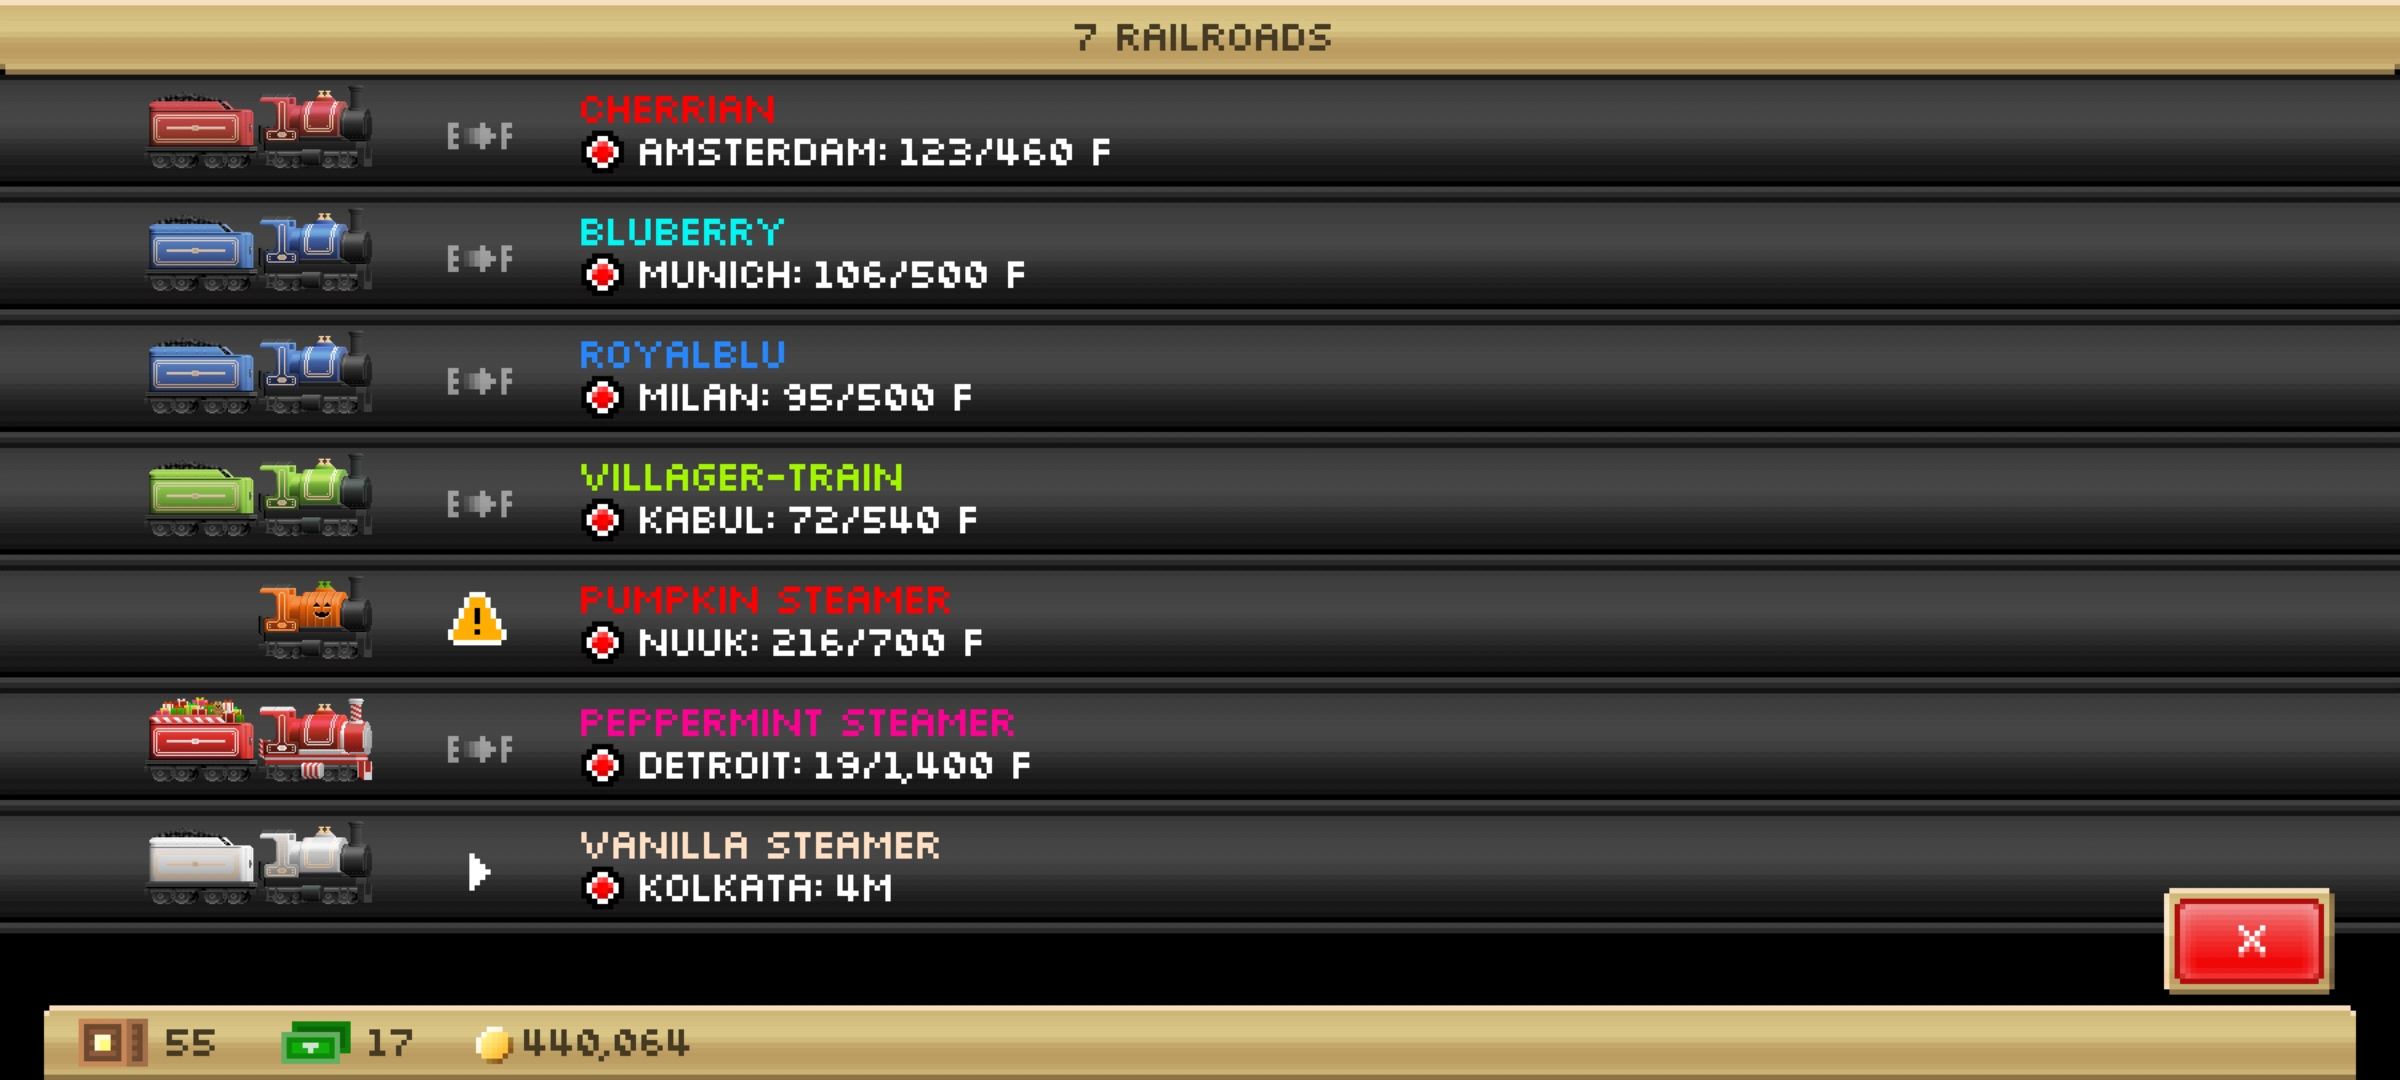 7 RAILROADS
CHERRIAN
E F AMSTERDAM: 123/460 F
BLUBERRY
E F MUNICH: 106/500 F
ROYALBLU
E F MILAN: 95/500 F
VILLAGER-TRAIN
E F KABUL: 72/540 F
PUMPKIN STEAMER
! NUUK: 216/700 F
PEPPERMINT STEAMER
E F DETROIT: 19/1,400 F
VANILLA STEAMER
KOLKATA: 4M
X
55 17 440,064